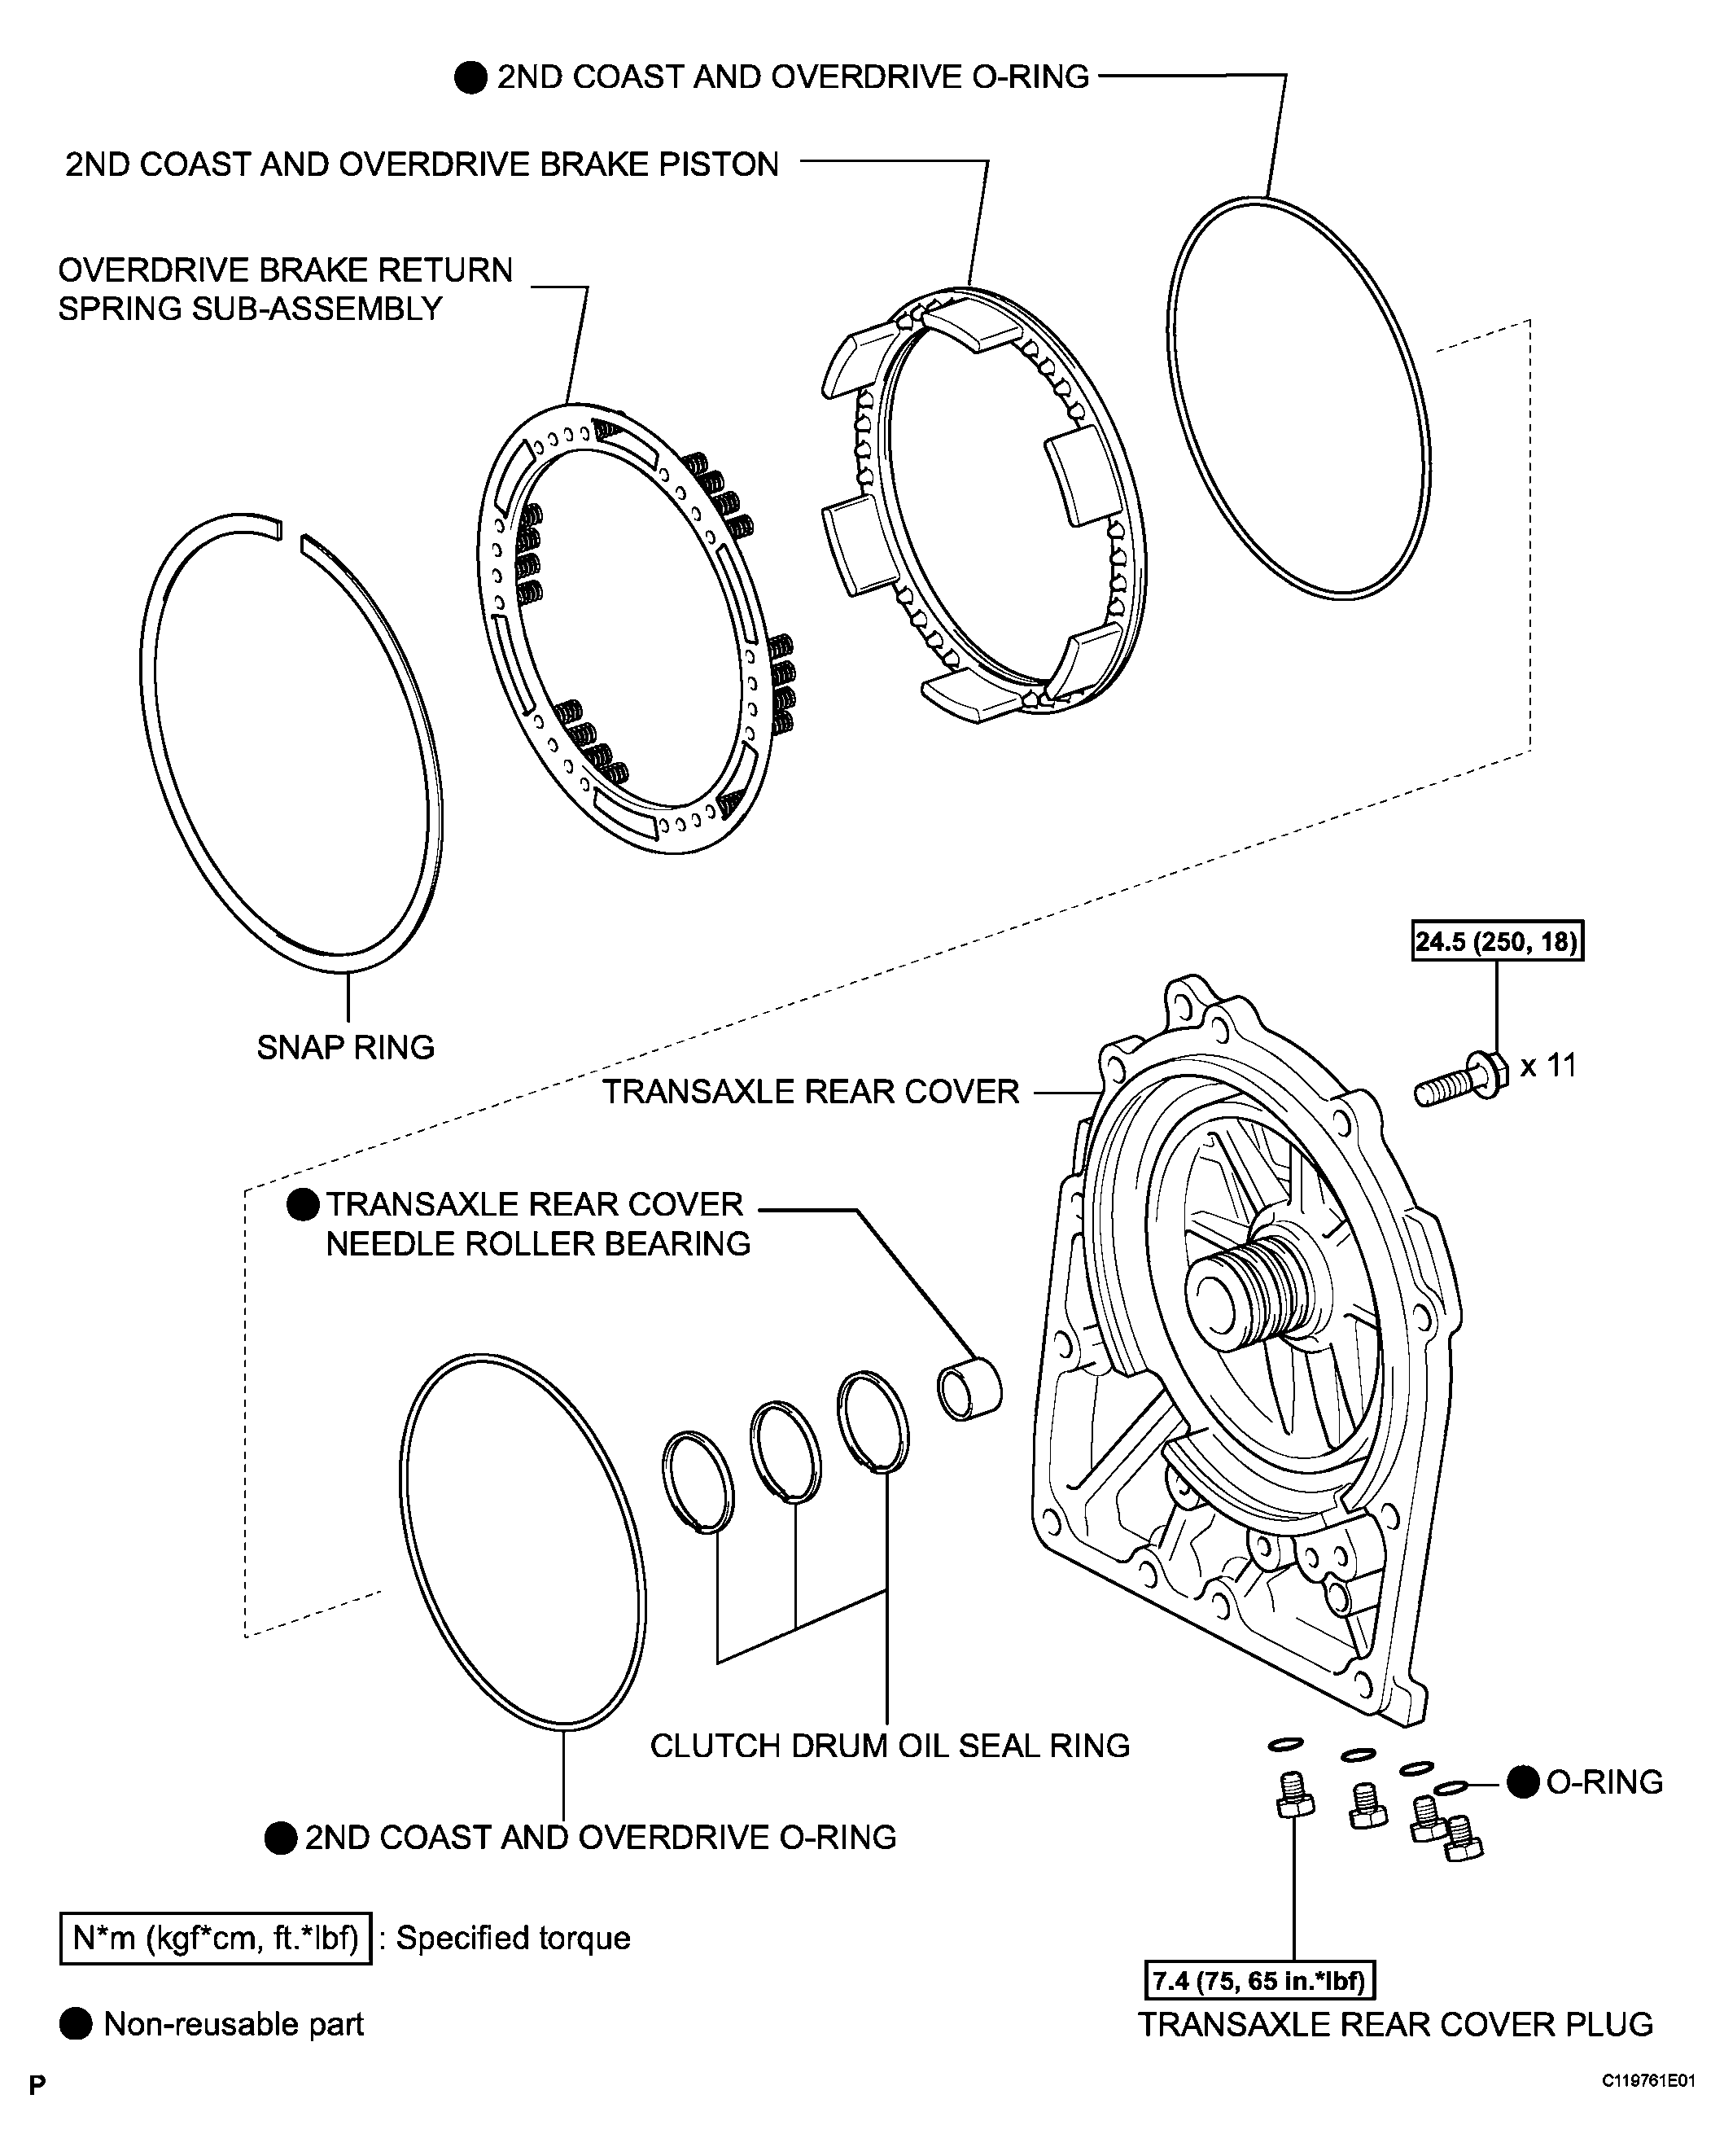 ● 2ND COAST AND OVERDRIVE O-RING
2ND COAST AND OVERDRIVE BRAKE PISTON
OVERDRIVE BRAKE RETURN
SPRING SUB-ASSEMBLY
SNAP RING
24.5 (250, 18)
x 11
TRANSAXLE REAR COVER
● TRANSAXLE REAR COVER
NEEDLE ROLLER BEARING
CLUTCH DRUM OIL SEAL RING
● O-RING
● 2ND COAST AND OVERDRIVE O-RING
N*m (kgf*cm, ft.*lbf) : Specified torque
7.4 (75, 65 in.*lbf)
TRANSAXLE REAR COVER PLUG
● Non-reusable part
P
C119761E01